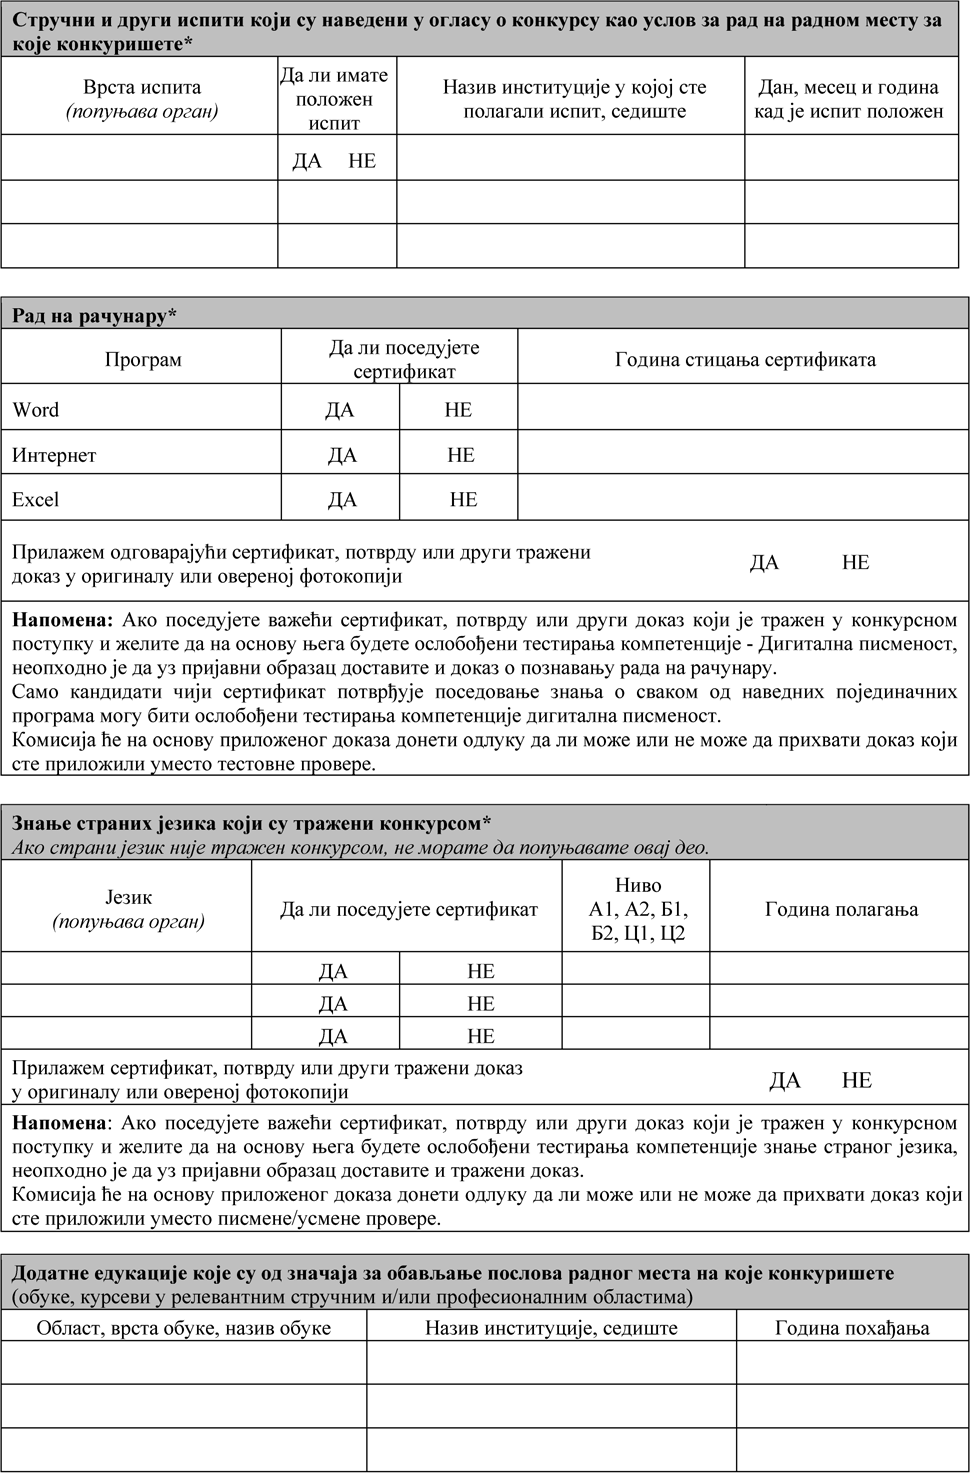 Стручни и други испити који су наведени у огласу о конкурсу као услов за рад на радном месту за
које конкуришете*
Врста испита
(попуњава орган)
Да ли имате
положен
испит
Назив институције у којој сте
полагали испит, седиште
Дан, месец и година
кад је испит положен
ДА НЕ
Рад на рачунару*
Програм
Да ли поседујете
сертификат
Година стицања сертификата
Word ДА НЕ
Интернет ДА НЕ
Excel ДА НЕ
Прилажем одговарајући сертификат, потврду или други тражени
доказ у оригиналу или овереној фотокопији
ДА НЕ
Напомена: Ако поседујете важећи сертификат, потврду или други доказ који је тражен у конкурсном
поступку и желите да на основу њега будете ослобођени тестирања компетенције - Дигитална писменост,
неопходно је да уз пријавни образац доставите и доказ о познавању рада на рачунару.
Само кандидати чији сертификат потврђује поседовање знања о сваком од наведних појединачних
програма могу бити ослобођени тестирања компетенције дигитална писменост.
Комисија ће на основу приложеног доказа донети одлуку да ли може или не може да прихвати доказ који
сте приложили уместо тестовне провере.
Знање страних језика који су тражени конкурсом*
Ако страни језик није тражен конкурсом, не морате да попуњавате овај део.
Језик
(попуњава орган)
Да ли поседујете сертификат
Ниво
А1, А2, Б1,
Б2, Ц1, Ц2
Година полагања
ДА НЕ
ДА НЕ
ДА НЕ
Прилажем сертификат, потврду или други тражени доказ
у оригиналу или овереној фотокопији
ДА НЕ
Напомена: Ако поседујете важећи сертификат, потврду или други доказ који је тражен у конкурсном
поступку и желите да на основу њега будете ослобођени тестирања компетенције знање страног језика,
неопходно је да уз пријавни образац доставите и тражени доказ.
Комисија ће на основу приложеног доказа донети одлуку да ли може или не може да прихвати доказ који
сте приложили уместо писмене/усмене провере.
Додатне едукације које су од значаја за обављање послова радног места на које конкуришете
(обуке, курсеви у релевантним стручним и/или професионалним областима)
Област, врста обуке, назив обуке
Назив институције, седиште
Година похађања